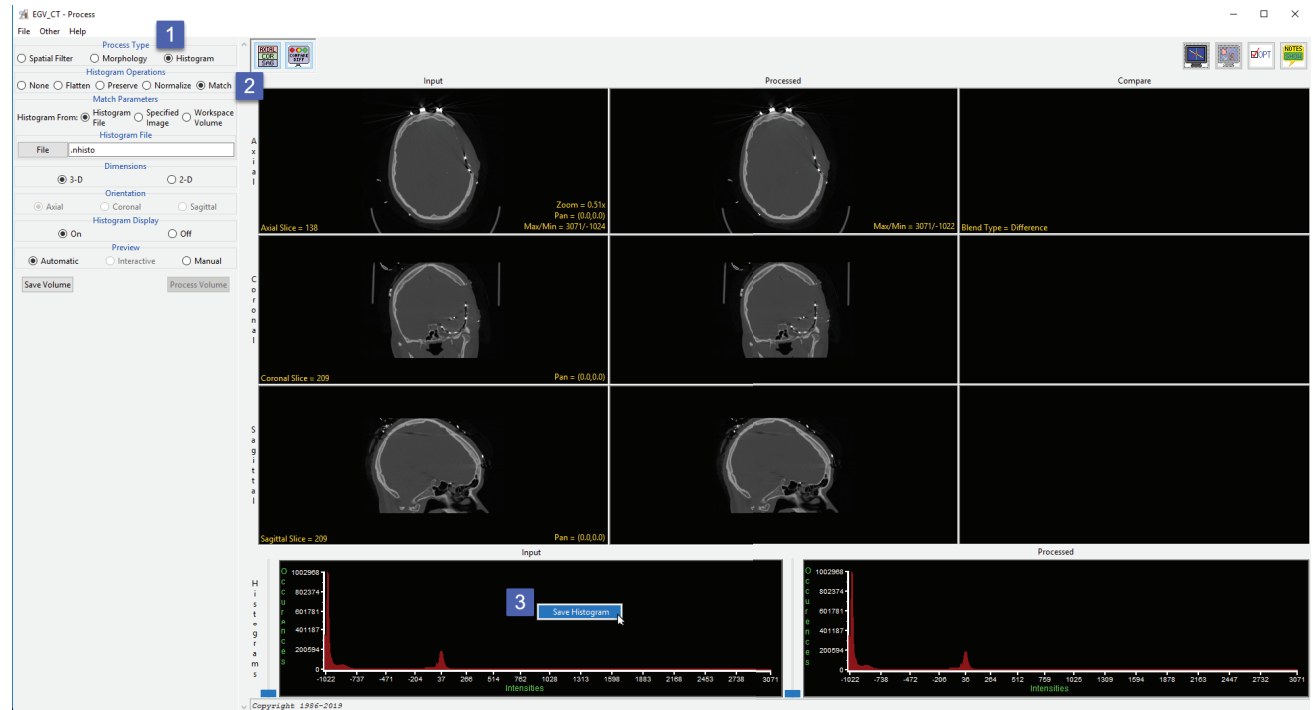 EGV_CT - Process
File Other Help
1
Process Type
Spatial Filter Morphology Histogram
Histogram Operations
None Flatten Preserve Normalize Match
2
Match Parameters
Histogram From: Histogram File Specified Image Workspace Volume
Histogram File
File .nhisto
Dimensions
3-D 2-D
Orientation
Axial Coronal Sagittal
Histogram Display
On Off
Preview
Automatic Interactive Manual
Save Volume Process Volume
AXIAL
COR
SAG
COMPARE
DIFF
OPT
NOTES
SHOW
Input Processed Compare
Axial
Zoom = 0.51x
Pan = (0.0,0.0)
Axial Slice = 138 Max/Min = 3071/-1024 Max/Min = 3071/-1022 Blend Type = Difference
Coronal
Coronal Slice = 209 Pan = (0.0,0.0)
Sagittal
Sagittal Slice = 209 Pan = (0.0,0.0)
Input Processed
Histograms
Occurrences
1002968
802374
601781
401187
200594
0
-1022 -737 -471 -204 37 266 514 762 1028 1313 1598 1883 2168 2453 2738 3071
Intensities
3
Save Histogram
Occurrences
1002968
802374
601781
401187
200594
0
-1022 -738 -472 -206 36 264 512 759 1025 1309 1594 1878 2163 2447 2732 3071
Intensities
Copyright 1986-2019